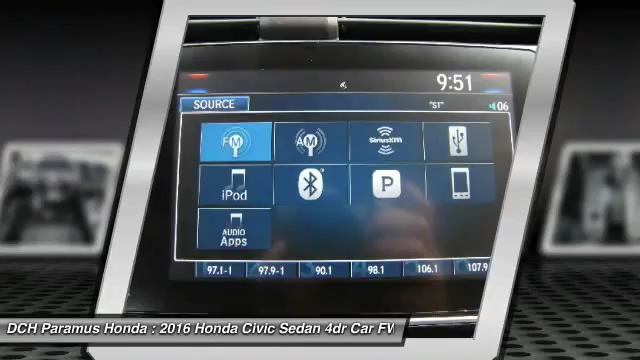 9:51
SOURCE
"ST"
06
FM
AM
SiriusXM
iPod
P
AUDIO
Apps
97.1-1 97.9-1 90.1 98.1 106.1 107.9
DCH Paramus Honda : 2016 Honda Civic Sedan 4dr Car FV